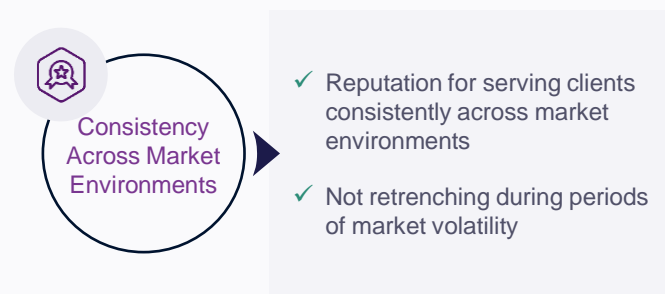 Consistency
Across Market
Environments
✓ Reputation for serving clients
consistently across market
environments
✓ Not retrenching during periods
of market volatility